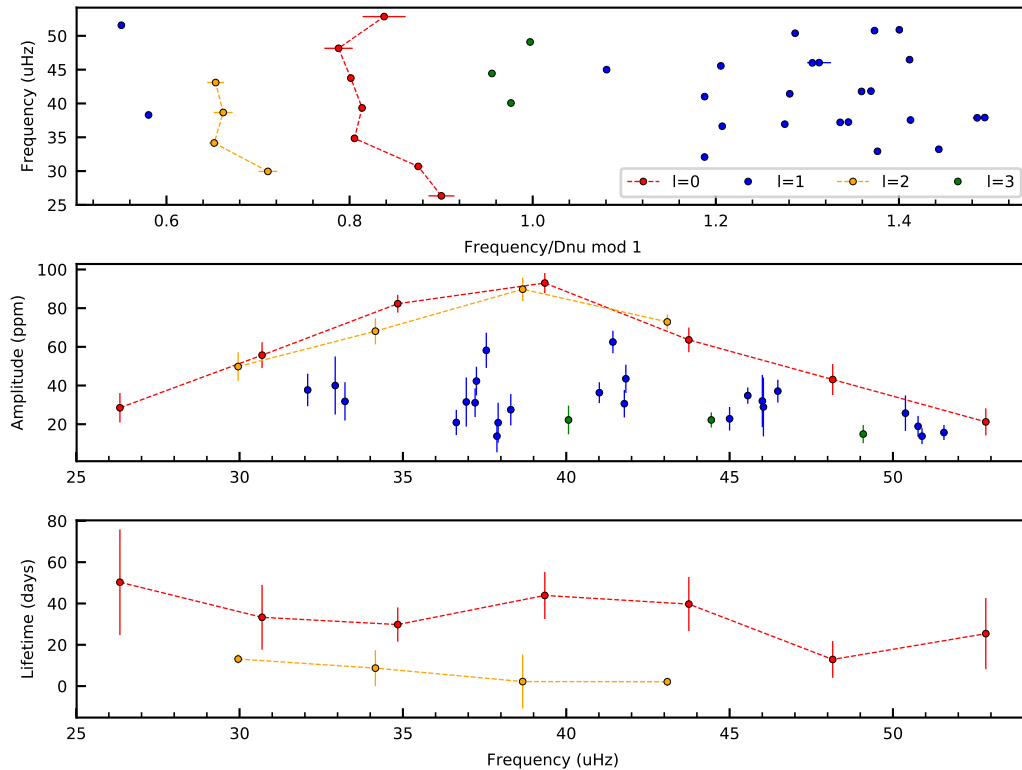 50
45
40
35
30
25
Frequency (uHz)
l=0 l=1 l=2 l=3
0.6 0.8 1.0 1.2 1.4
Frequency/Dnu mod 1
100
80
60
40
20
Amplitude (ppm)
25 30 35 40 45 50
80
60
40
20
0
Lifetime (days)
25 30 35 40 45 50
Frequency (uHz)